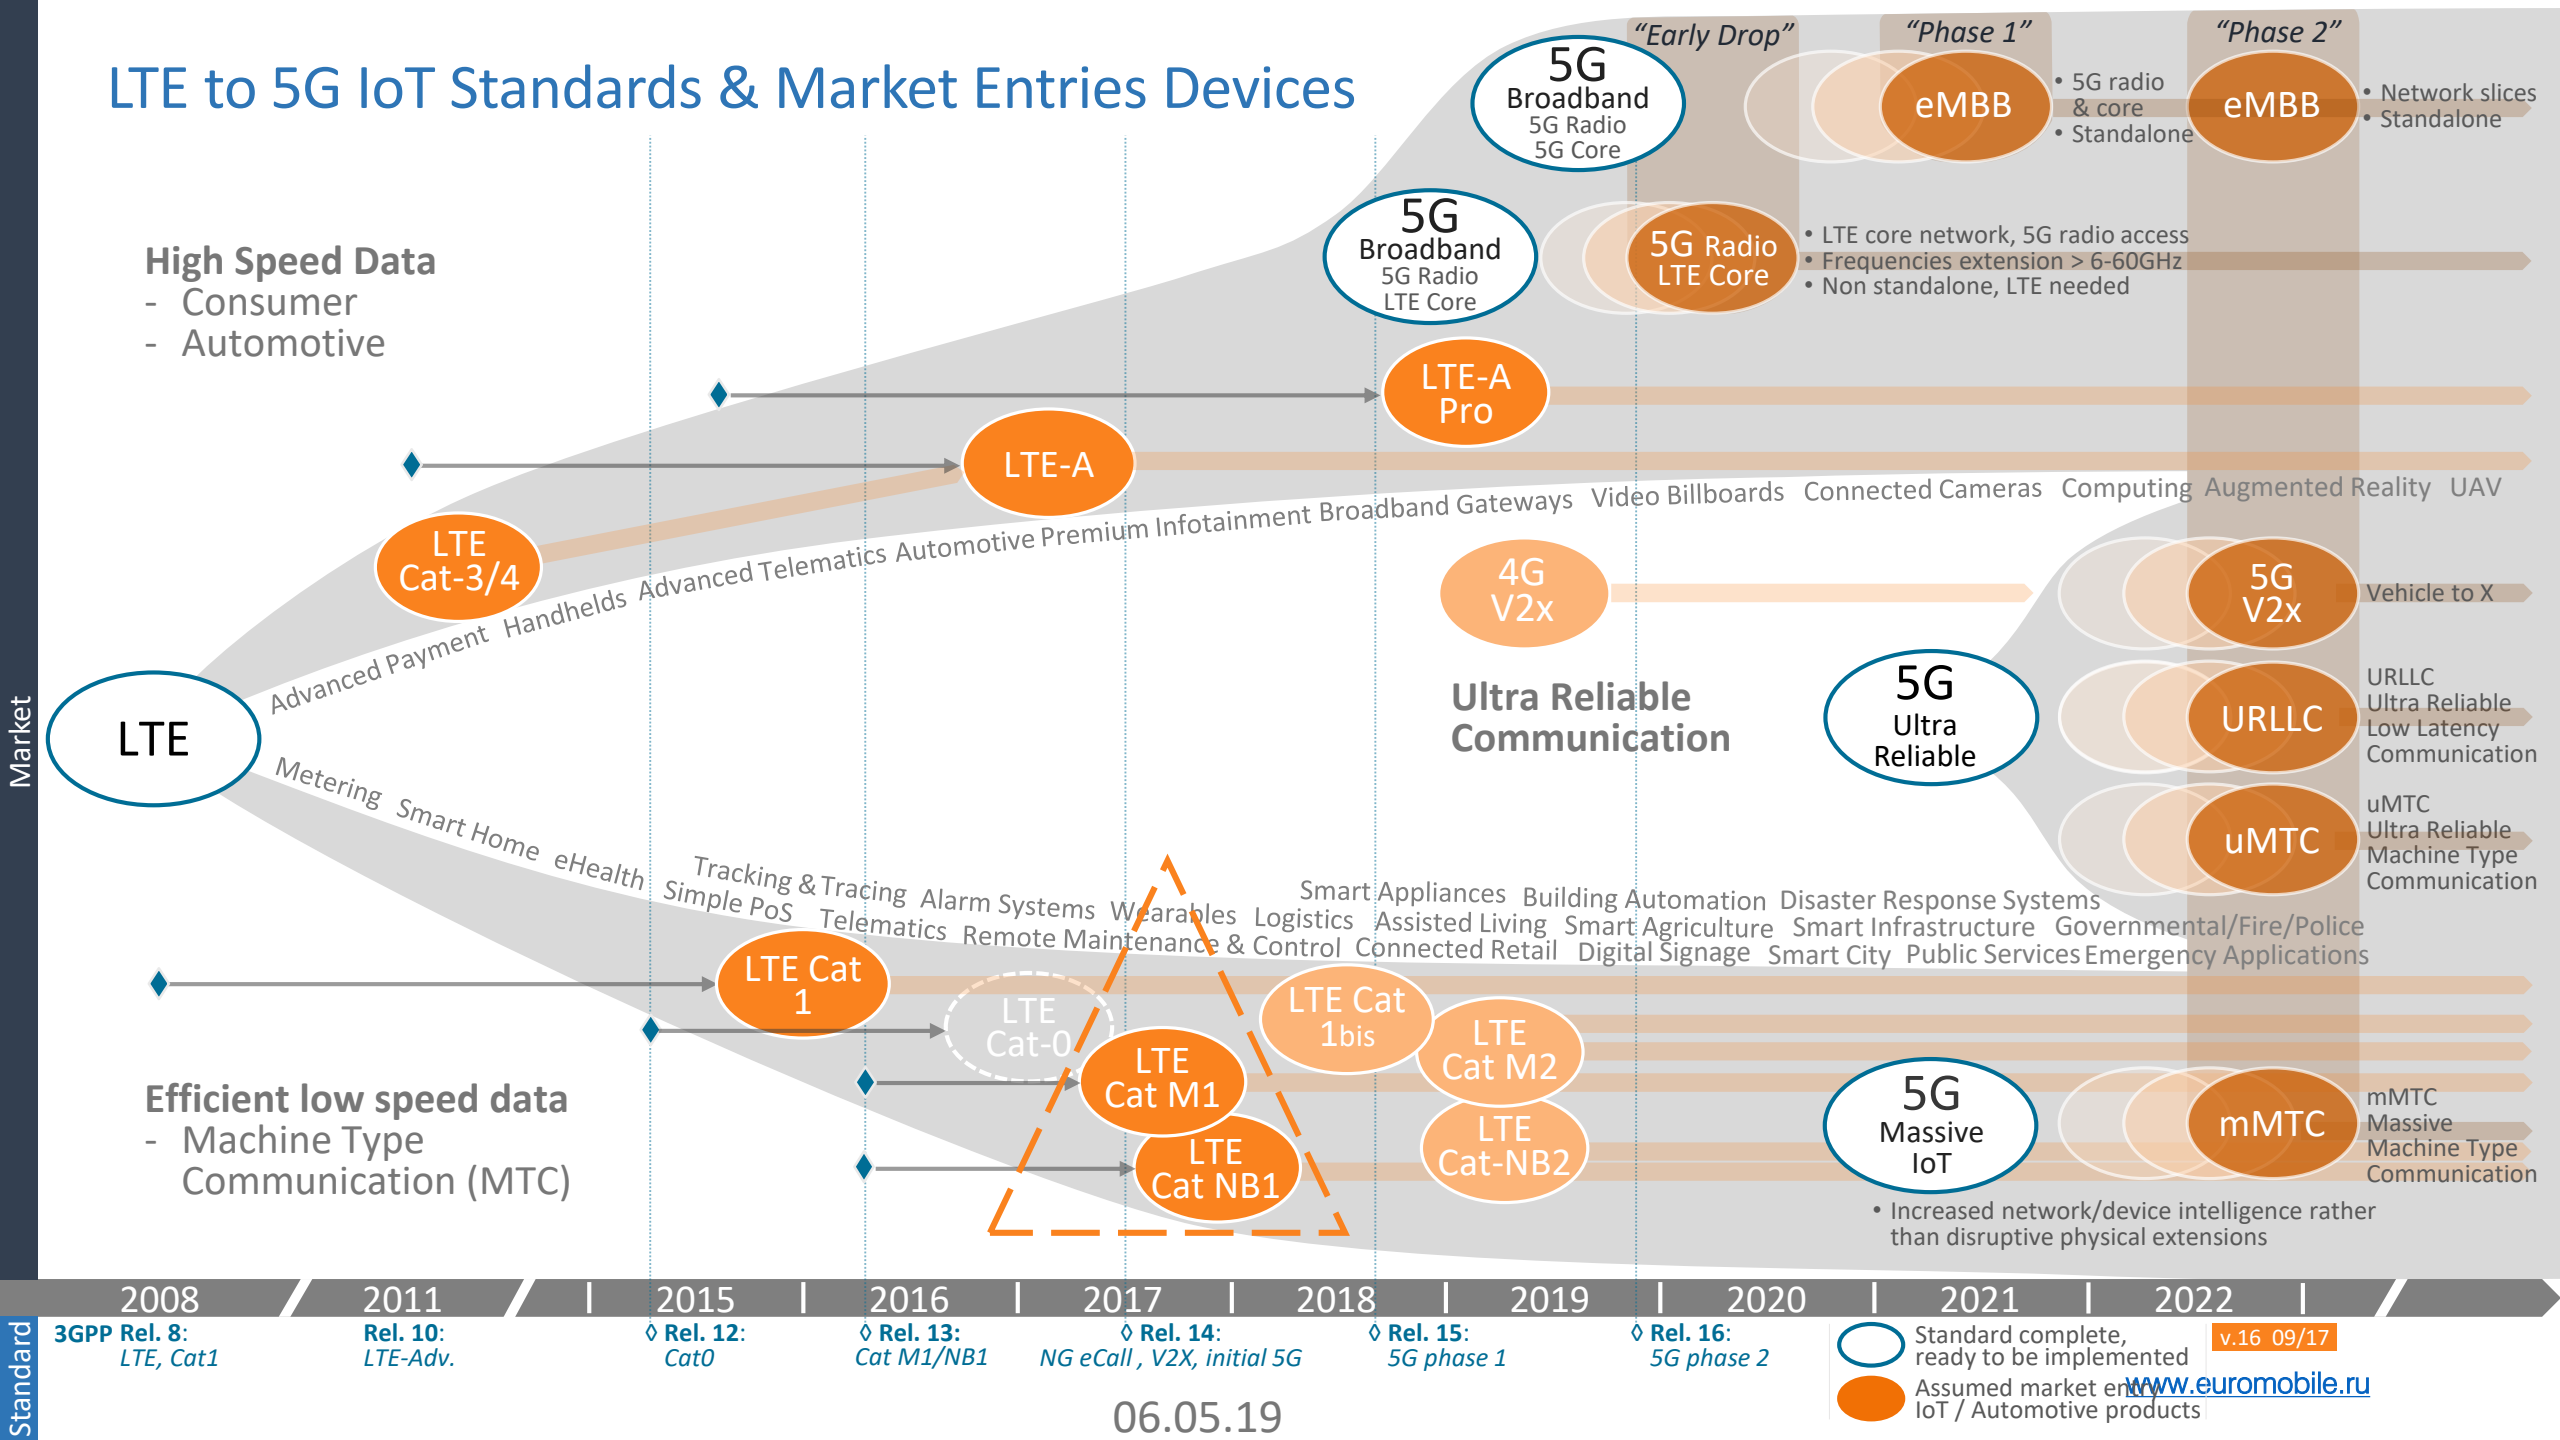 LTE to 5G IoT Standards & Market Entries Devices
“Early Drop”
“Phase 1”
“Phase 2”
5G
Broadband
5G Radio
5G Core
eMBB
• 5G radio
& core
• Standalone
eMBB
• Network slices
• Standalone
High Speed Data
- Consumer
- Automotive
5G
Broadband
5G Radio
LTE Core
5G Radio
LTE Core
• LTE core network, 5G radio access
• Frequencies extension > 6-60GHz
• Non standalone, LTE needed
LTE-A
Pro
LTE-A
LTE
Cat-3/4
Advanced Payment Handhelds Advanced Telematics Automotive Premium Infotainment Broadband Gateways Video Billboards Connected Cameras Computing Augmented Reality UAV
4G
V2x
5G
V2x
Vehicle to X
Ultra Reliable
Communication
5G
Ultra
Reliable
URLLC
URLLC
Ultra Reliable
Low Latency
Communication
uMTC
uMTC
Ultra Reliable
Machine Type
Communication
Market
LTE
Metering Smart Home eHealth
Tracking & Tracing Alarm Systems Wearables Logistics
Simple PoS Telematics Remote Maintenance & Control
Smart Appliances Building Automation Disaster Response Systems
Assisted Living Smart Agriculture Smart Infrastructure Governmental/Fire/Police
Connected Retail Digital Signage Smart City Public Services Emergency Applications
LTE Cat
1
LTE
Cat-0
LTE Cat
1bis
LTE
Cat M2
LTE
Cat M1
LTE
Cat NB1
LTE
Cat-NB2
Efficient low speed data
- Machine Type
Communication (MTC)
5G
Massive
IoT
mMTC
mMTC
Massive
Machine Type
Communication
• Increased network/device intelligence rather
than disruptive physical extensions
2008 2011 2015 2016 2017 2018 2019 2020 2021 2022
Standard
3GPP Rel. 8:
LTE, Cat1
Rel. 10:
LTE-Adv.
◊ Rel. 12:
Cat0
◊ Rel. 13:
Cat M1/NB1
◊ Rel. 14:
NG eCall , V2X, initial 5G
◊ Rel. 15:
5G phase 1
◊ Rel. 16:
5G phase 2
Standard complete,
ready to be implemented
Assumed market entry
IoT / Automotive products
v.16 09/17
www.euromobile.ru
06.05.19